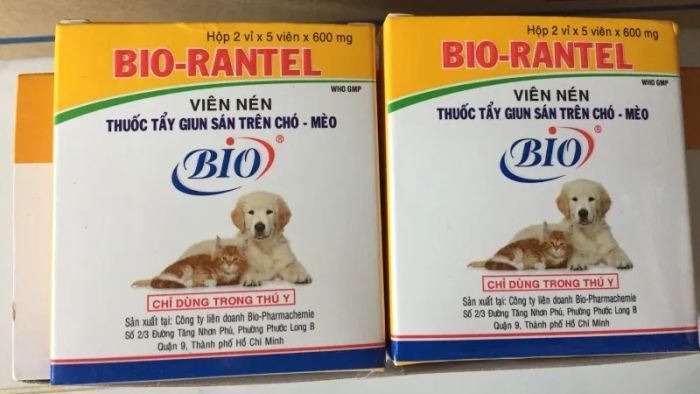 Hộp 2 vỉ x 5 viên x 600 mg
BIO-RANTEL
WHO GMP
VIÊN NÉN
THUỐC TẨY GIUN SÁN TRÊN CHÓ - MÈO
BIO®
CHỈ DÙNG TRONG THÚ Y
Sản xuất tại: Công ty liên doanh Bio-Pharmachemie
Số 2/3 Đường Tăng Nhơn Phú, Phường Phước Long B
Quận 9, Thành phố Hồ Chí Minh
Hộp 2 vỉ x 5 viên x 600 mg
BIO-RANTEL
WHO GMP
VIÊN NÉN
THUỐC TẨY GIUN SÁN TRÊN CHÓ - MÈO
BIO®
CHỈ DÙNG TRONG THÚ Y
Sản xuất tại: Công ty liên doanh Bio-Pharmachemie
Số 2/3 Đường Tăng Nhơn Phú, Phường Phước Long B
Quận 9, Thành phố Hồ Chí Minh